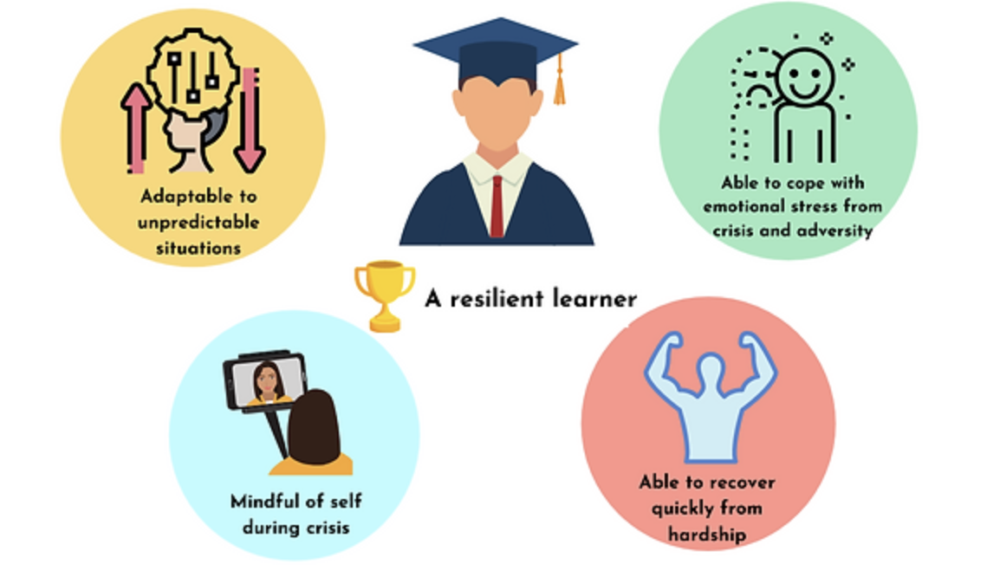 Adaptable to
unpredictable
situations
Able to cope with
emotional stress from
crisis and adversity
A resilient learner
Mindful of self
during crisis
Able to recover
quickly from
hardship